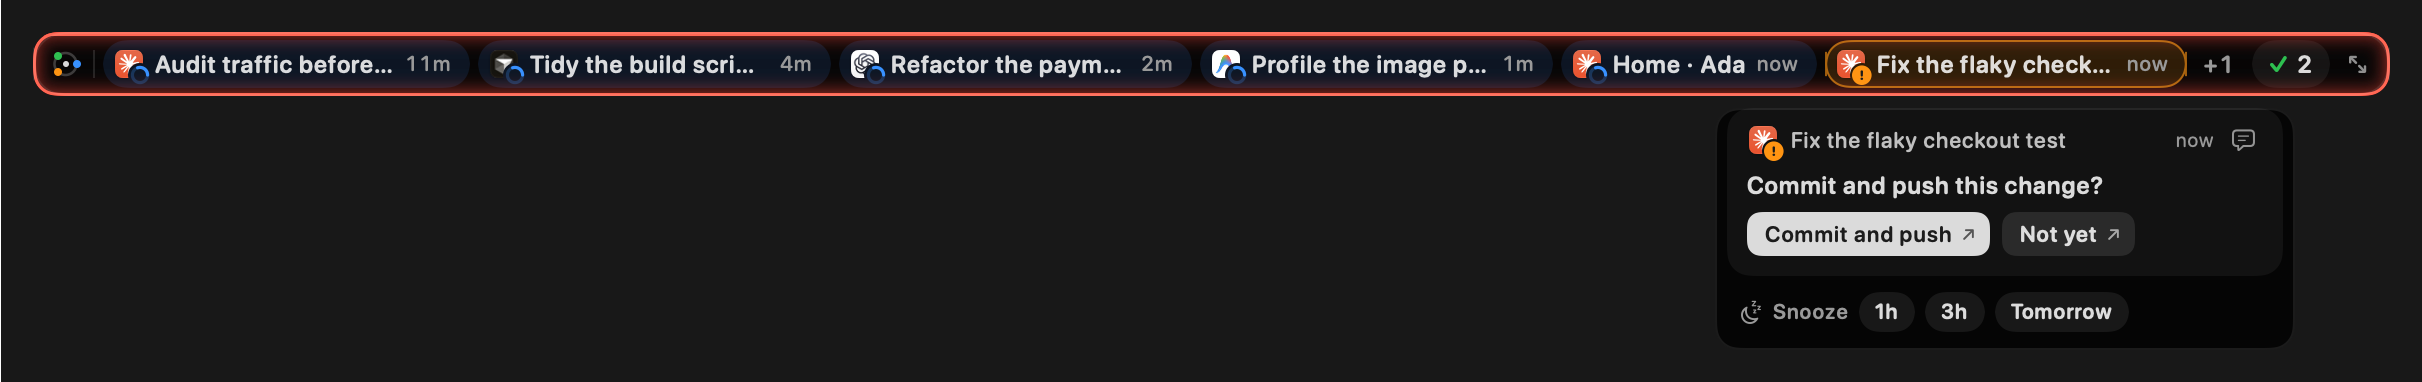 Audit traffic before... 11m Tidy the build scri... 4m Refactor the paym... 2m Profile the image p... 1m Home · Ada now Fix the flaky check... now +1 2
Fix the flaky checkout test now
Commit and push this change?
Commit and push Not yet
Snooze 1h 3h Tomorrow